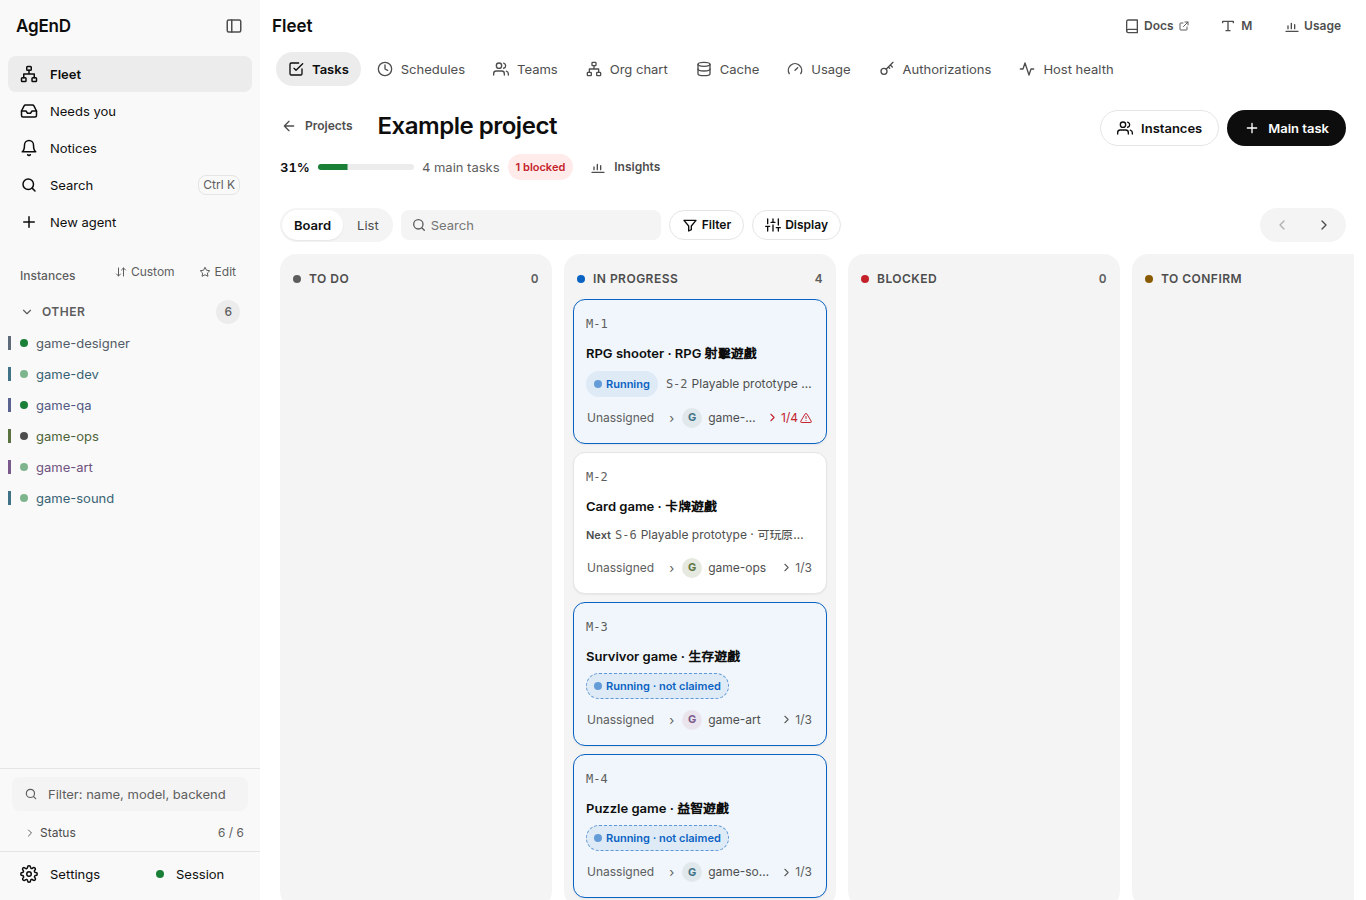 AgEnD
Fleet
Needs you
Notices
Search Ctrl K
New agent
Instances Custom Edit
OTHER 6
game-designer
game-dev
game-qa
game-ops
game-art
game-sound
Filter: name, model, backend
Status 6 / 6
Settings Session
Fleet Docs M Usage
Tasks Schedules Teams Org chart Cache Usage Authorizations Host health
Projects Example project Instances Main task
31% 4 main tasks 1 blocked Insights
Board List Search Filter Display
TO DO 0
IN PROGRESS 4
M-1
RPG shooter · RPG 射擊遊戲
Running S-2 Playable prototype ...
Unassigned › G game-... 1/4
M-2
Card game · 卡牌遊戲
Next S-6 Playable prototype · 可玩原...
Unassigned › G game-ops 1/3
M-3
Survivor game · 生存遊戲
Running · not claimed
Unassigned › G game-art 1/3
M-4
Puzzle game · 益智遊戲
Running · not claimed
Unassigned › G game-so... 1/3
BLOCKED 0
TO CONFIRM